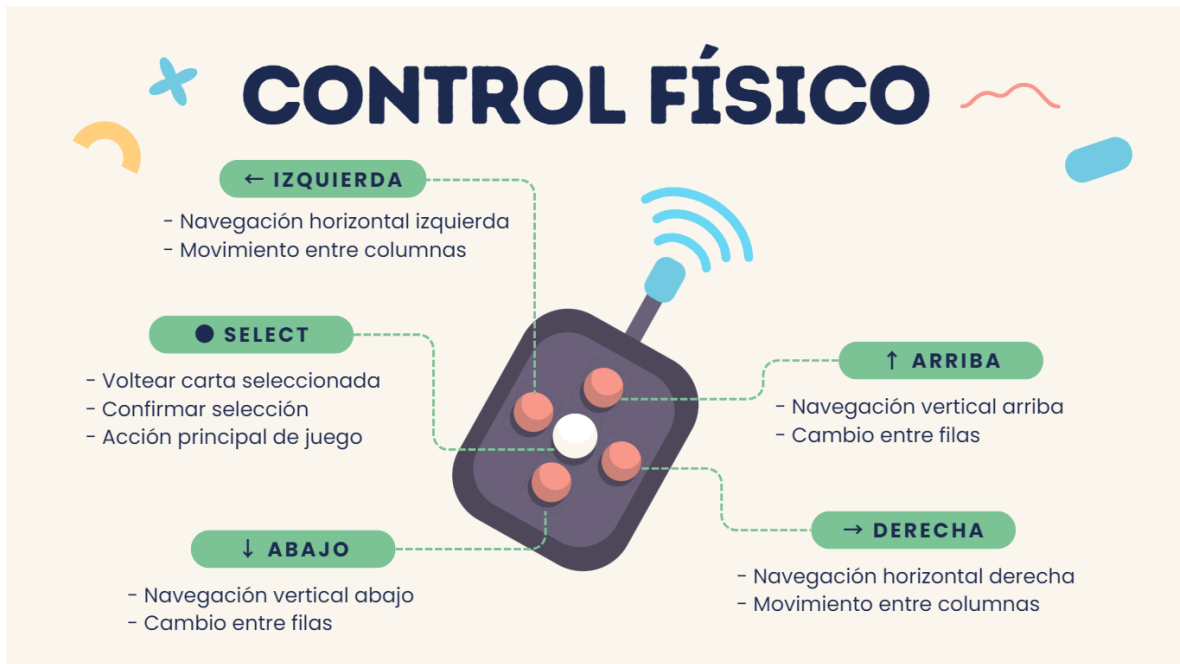 CONTROL FÍSICO
← IZQUIERDA
- Navegación horizontal izquierda
- Movimiento entre columnas
● SELECT
- Voltear carta seleccionada
- Confirmar selección
- Acción principal de juego
↑ ARRIBA
- Navegación vertical arriba
- Cambio entre filas
↓ ABAJO
- Navegación vertical abajo
- Cambio entre filas
→ DERECHA
- Navegación horizontal derecha
- Movimiento entre columnas